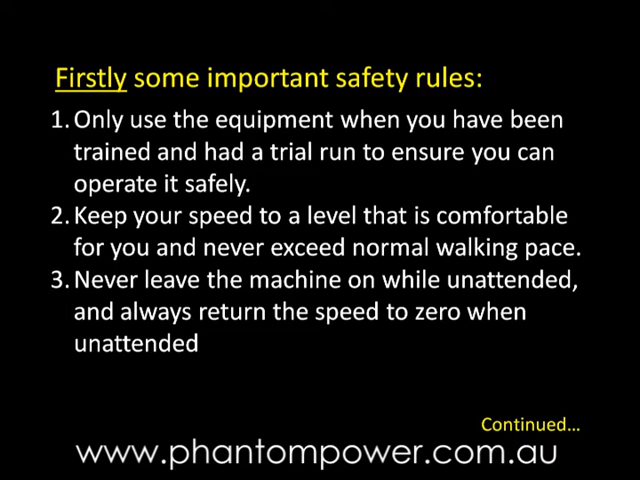 Firstly some important safety rules:
1. Only use the equipment when you have been
trained and had a trial run to ensure you can
operate it safely.
2. Keep your speed to a level that is comfortable
for you and never exceed normal walking pace.
3. Never leave the machine on while unattended,
and always return the speed to zero when
unattended
Continued...
www.phantompower.com.au